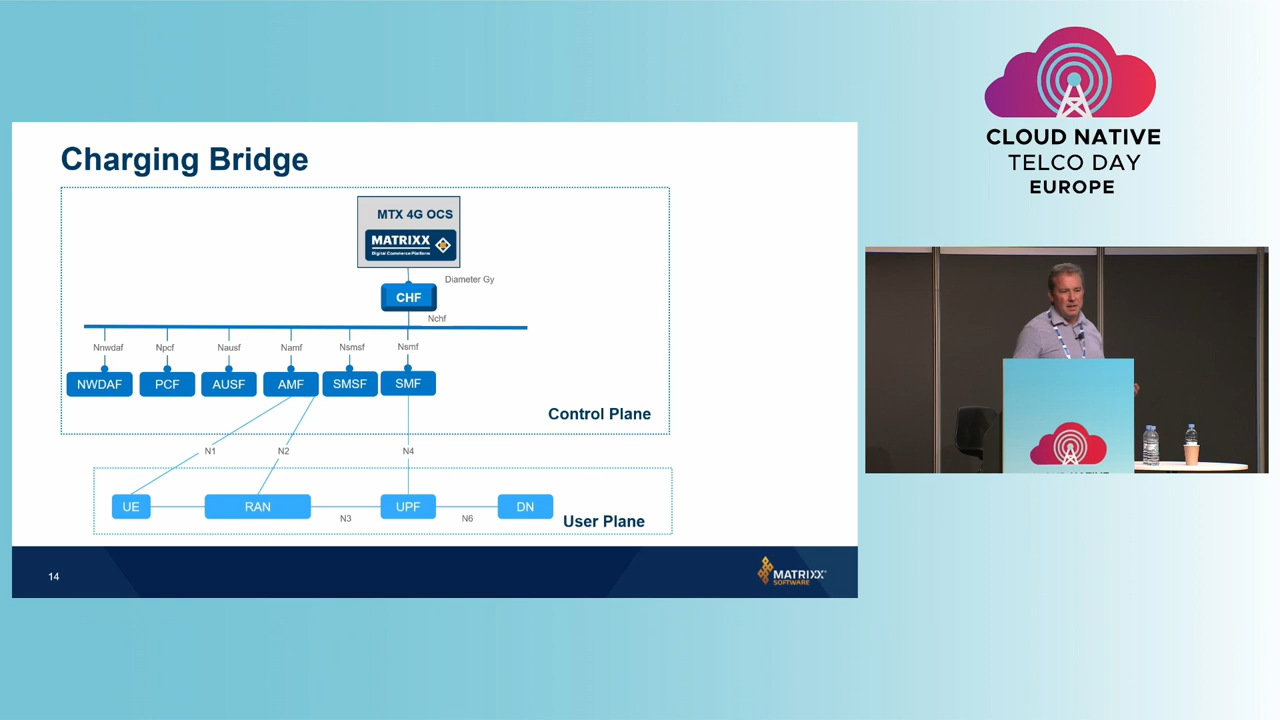 CLOUD NATIVE
TELCO DAY
EUROPE
Charging Bridge
MTX 4G OCS
MATRIXX
Digital Commerce Platform
Diameter Gy
CHF
Nchf
Nnwdaf Npcf Nausf Namf Nsmsf Nsmf
NWDAF PCF AUSF AMF SMSF SMF
Control Plane
N1 N2 N4
UE RAN UPF DN
N3 N6
User Plane
14
MATRIXX
SOFTWARE